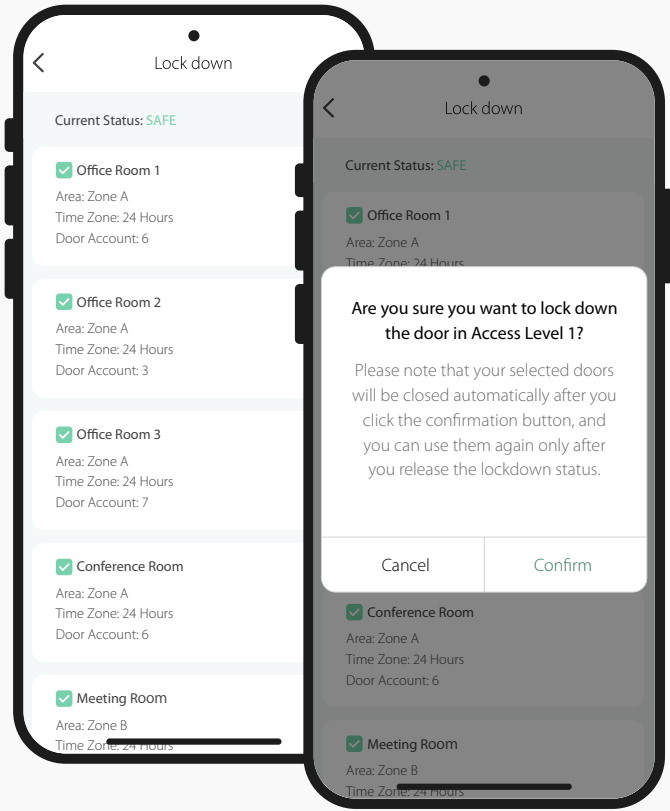 Lock down
Current Status: SAFE
Office Room 1
Area: Zone A
Time Zone: 24 Hours
Door Account: 6
Office Room 2
Area: Zone A
Time Zone: 24 Hours
Door Account: 3
Office Room 3
Area: Zone A
Time Zone: 24 Hours
Door Account: 7
Conference Room
Area: Zone A
Time Zone: 24 Hours
Door Account: 6
Meeting Room
Area: Zone B
Time Zone: 24 Hours
Lock down
Current Status: SAFE
Office Room 1
Area: Zone A
Time Zone: 24 Hours
Are you sure you want to lock down
the door in Access Level 1?
Please note that your selected doors
will be closed automatically after you
click the confirmation button, and
you can use them again only after
you release the lockdown status.
Cancel
Confirm
Conference Room
Area: Zone A
Time Zone: 24 Hours
Door Account: 6
Meeting Room
Area: Zone B
Time Zone: 24 Hours